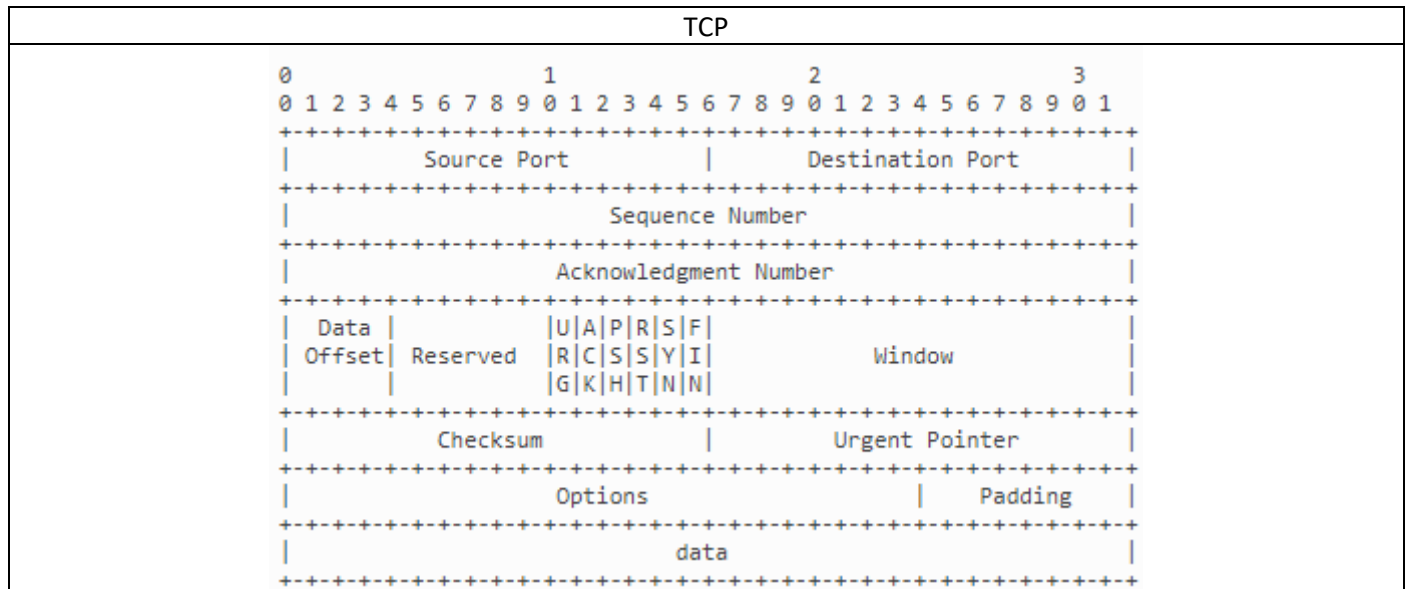 TCP
0                   1                   2                   3
0 1 2 3 4 5 6 7 8 9 0 1 2 3 4 5 6 7 8 9 0 1 2 3 4 5 6 7 8 9 0 1
+-+-+-+-+-+-+-+-+-+-+-+-+-+-+-+-+-+-+-+-+-+-+-+-+-+-+-+-+-+-+-+-+
|          Source Port          |       Destination Port        |
+-+-+-+-+-+-+-+-+-+-+-+-+-+-+-+-+-+-+-+-+-+-+-+-+-+-+-+-+-+-+-+-+
|                        Sequence Number                        |
+-+-+-+-+-+-+-+-+-+-+-+-+-+-+-+-+-+-+-+-+-+-+-+-+-+-+-+-+-+-+-+-+
|                    Acknowledgment Number                      |
+-+-+-+-+-+-+-+-+-+-+-+-+-+-+-+-+-+-+-+-+-+-+-+-+-+-+-+-+-+-+-+-+
|  Data |           |U|A|P|R|S|F|                               |
| Offset| Reserved  |R|C|S|S|Y|I|            Window             |
|       |           |G|K|H|T|N|N|                               |
+-+-+-+-+-+-+-+-+-+-+-+-+-+-+-+-+-+-+-+-+-+-+-+-+-+-+-+-+-+-+-+-+
|           Checksum            |         Urgent Pointer        |
+-+-+-+-+-+-+-+-+-+-+-+-+-+-+-+-+-+-+-+-+-+-+-+-+-+-+-+-+-+-+-+-+
|                    Options                    |    Padding    |
+-+-+-+-+-+-+-+-+-+-+-+-+-+-+-+-+-+-+-+-+-+-+-+-+-+-+-+-+-+-+-+-+
|                             data                              |
+-+-+-+-+-+-+-+-+-+-+-+-+-+-+-+-+-+-+-+-+-+-+-+-+-+-+-+-+-+-+-+-+